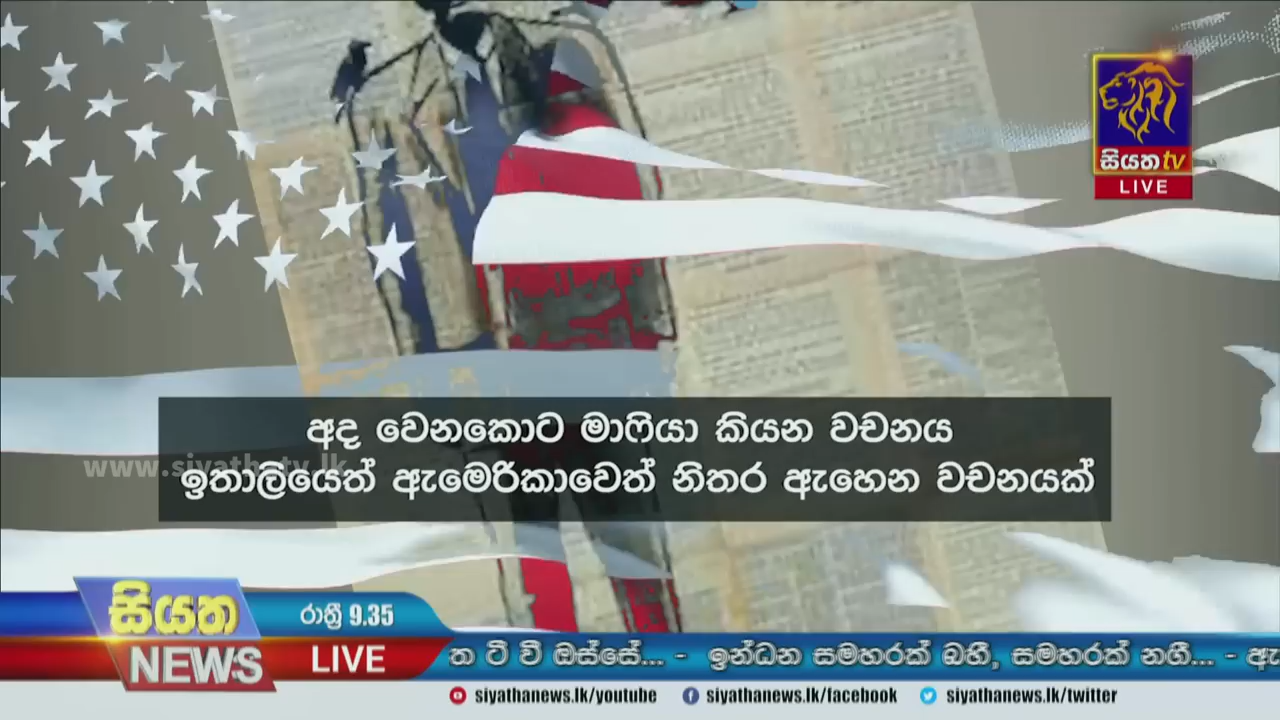 සියත tv
LIVE
අද වෙනකොට මාෆියා කියන වචනය
ඉතාලියෙත් ඇමෙරිකාවෙත් නිතර ඇහෙන වචනයක්
www.siyathatv.lk
සියත
NEWS
රාත්‍රී 9.35
LIVE
ත ටී වී ඔස්සේ... - ඉන්ධන සමහරක් බහී, සමහරක් නගී... - ඇ
siyathanews.lk/youtube
siyathanews.lk/facebook
siyathanews.lk/twitter